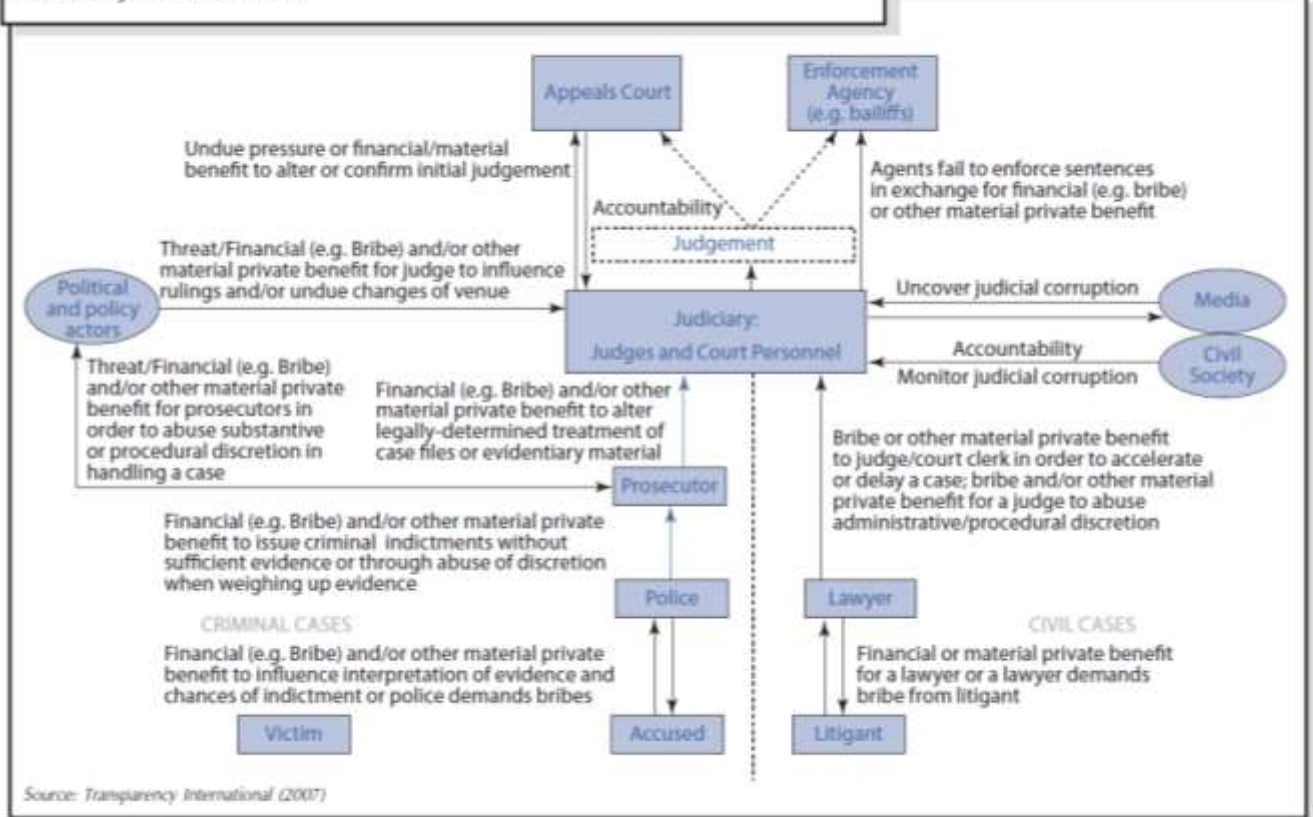 Appeals Court
Enforcement
Agency
(e.g. bailiffs)
Undue pressure or financial/material
benefit to alter or confirm initial judgement
Agents fail to enforce sentences
in exchange for financial (e.g. bribe)
or other material private benefit
Accountability
Judgement
Threat/Financial (e.g. Bribe) and/or other
material private benefit for judge to influence
rulings and/or undue changes of venue
Political
and policy
actors
Judiciary:
Judges and Court Personnel
Uncover judicial corruption
Media
Accountability
Monitor judicial corruption
Civil
Society
Threat/Financial (e.g. Bribe)
and/or other material private
benefit for prosecutors in
order to abuse substantive
or procedural discretion in
handling a case
Financial (e.g. Bribe) and/or other
material private benefit to alter
legally-determined treatment of
case files or evidentiary material
Bribe or other material private benefit
to judge/court clerk in order to accelerate
or delay a case; bribe and/or other material
private benefit for a judge to abuse
administrative/procedural discretion
Prosecutor
Financial (e.g. Bribe) and/or other material private
benefit to issue criminal indictments without
sufficient evidence or through abuse of discretion
when weighing up evidence
Police
Lawyer
CRIMINAL CASES
CIVIL CASES
Financial (e.g. Bribe) and/or other material private
benefit to influence interpretation of evidence and
chances of indictment or police demands bribes
Financial or material private benefit
for a lawyer or a lawyer demands
bribe from litigant
Victim
Accused
Litigant
Source: Transparency International (2007)